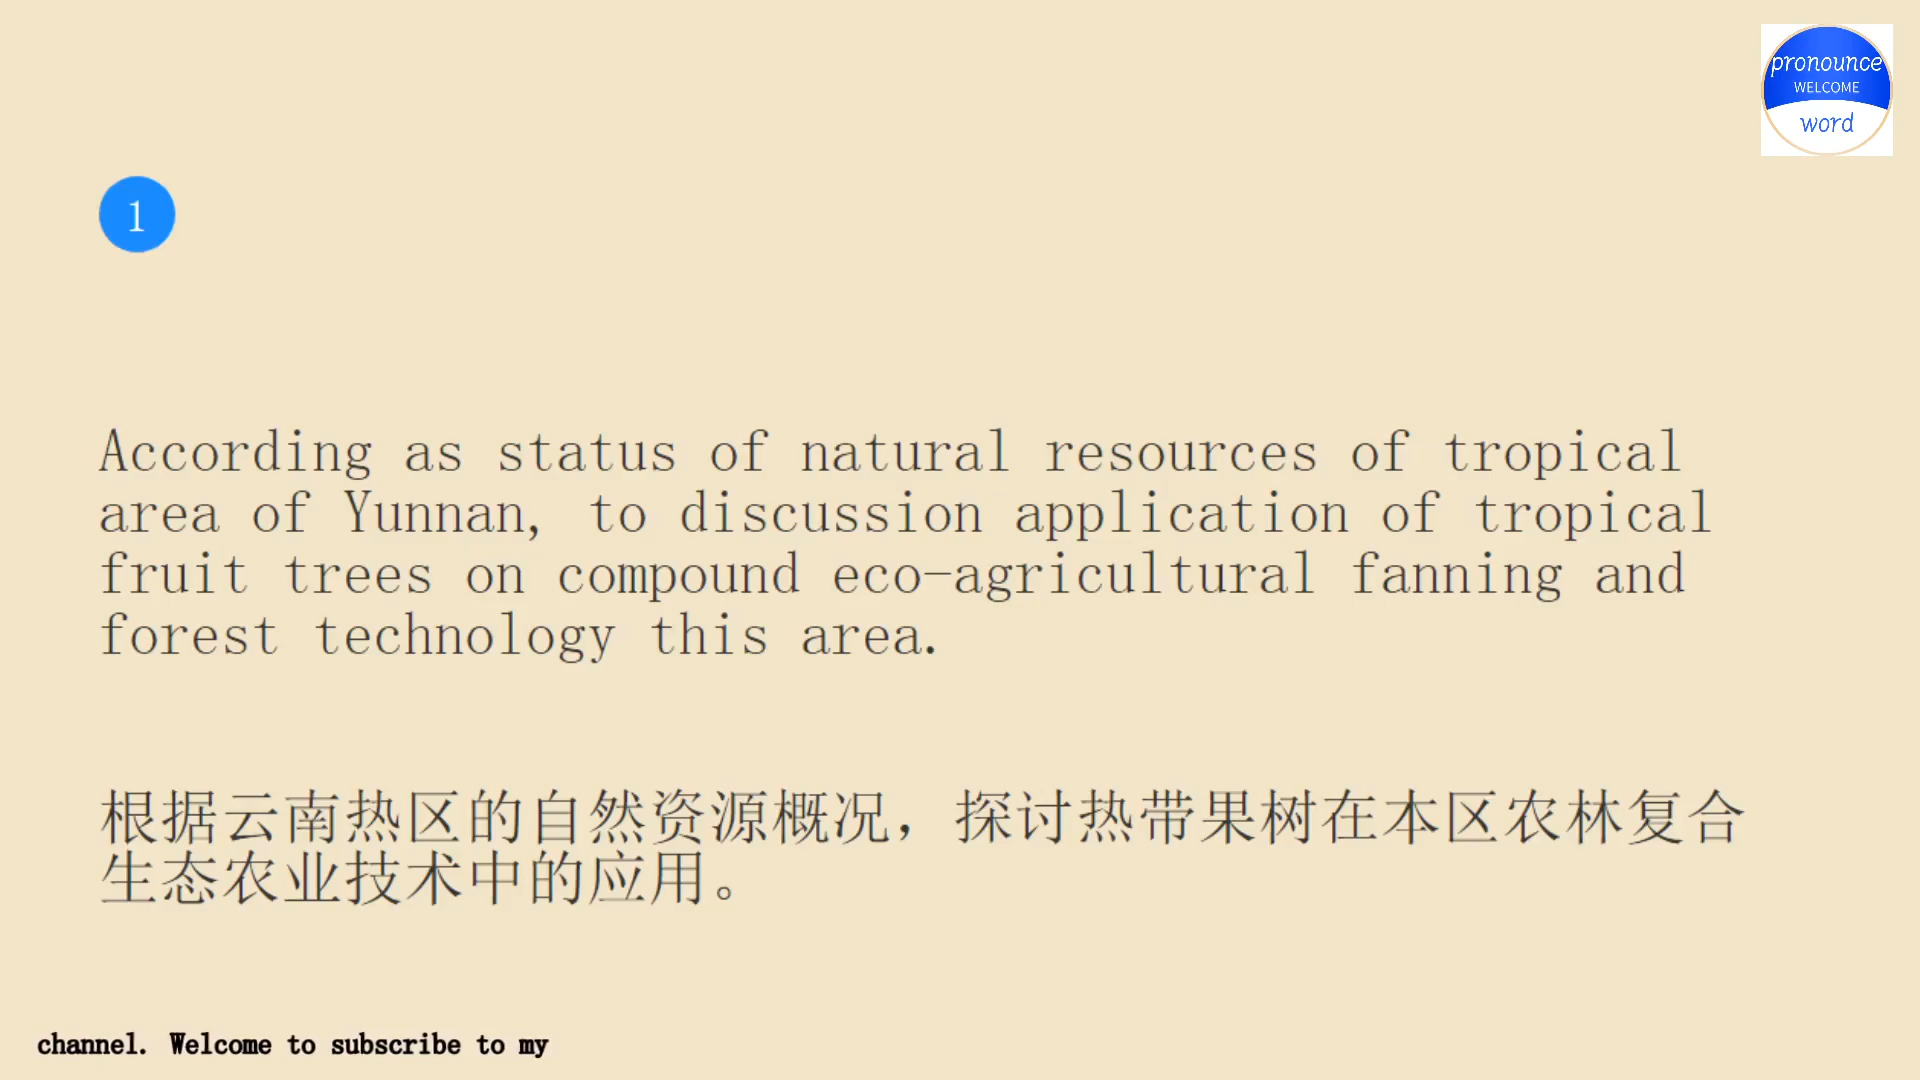 pronounce
WELCOME
word
1
According as status of natural resources of tropical
area of Yunnan, to discussion application of tropical
fruit trees on compound eco-agricultural fanning and
forest technology this area.
根据云南热区的自然资源概况，探讨热带果树在本区农林复合
生态农业技术中的应用。
channel. Welcome to subscribe to my